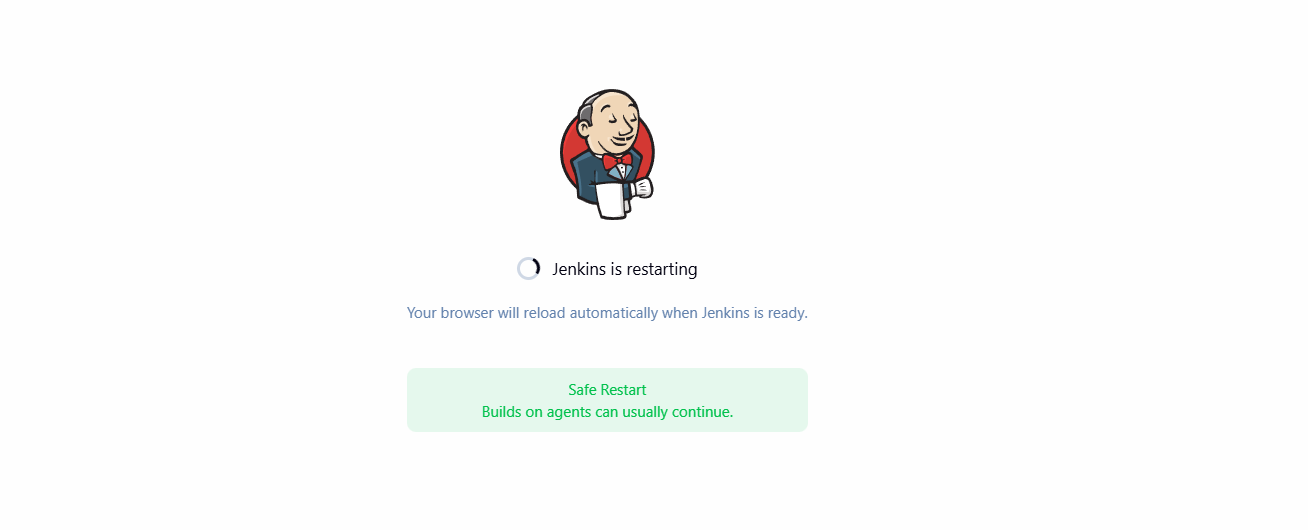 Jenkins is restarting
Your browser will reload automatically when Jenkins is ready.
Safe Restart
Builds on agents can usually continue.